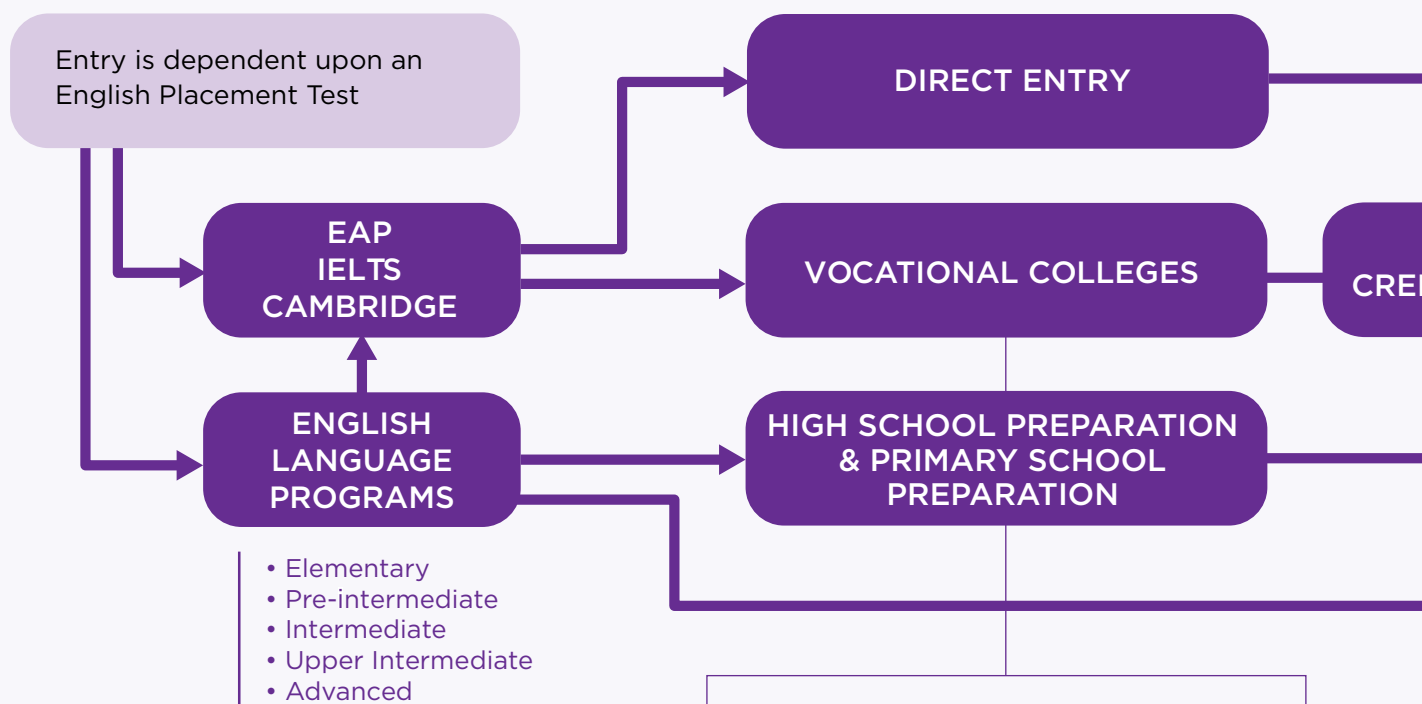 Entry is dependent upon an
English Placement Test
DIRECT ENTRY
EAP
IELTS
CAMBRIDGE
VOCATIONAL COLLEGES
ENGLISH
LANGUAGE
PROGRAMS
HIGH SCHOOL PREPARATION
& PRIMARY SCHOOL
PREPARATION
• Elementary
• Pre-intermediate
• Intermediate
• Upper Intermediate
• Advanced